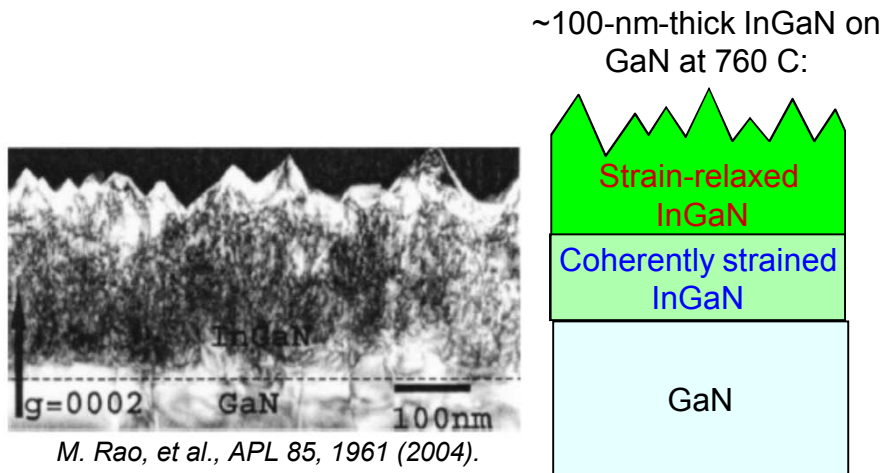 ~100-nm-thick InGaN on
GaN at 760 C:
Strain-relaxed
InGaN
Coherently strained
InGaN
GaN
InGaN
g=0002
GaN
100nm
M. Rao, et al., APL 85, 1961 (2004).